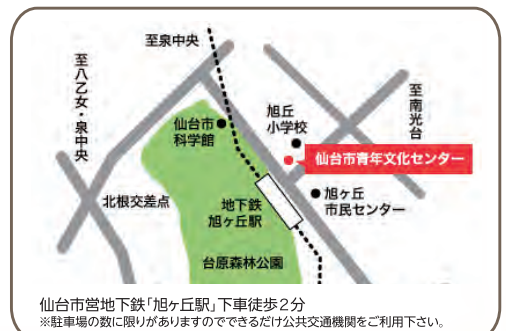 至泉中央
至八乙女・泉中央
仙台市
科学館
旭丘
小学校
至南光台
仙台市青年文化センター
北根交差点
地下鉄
旭ヶ丘駅
旭ヶ丘
市民センター
台原森林公園
仙台市営地下鉄｢旭ヶ丘駅｣下車徒歩2分
※駐車場の数に限りがありますのでできるだけ公共交通機関をご利用下さい。